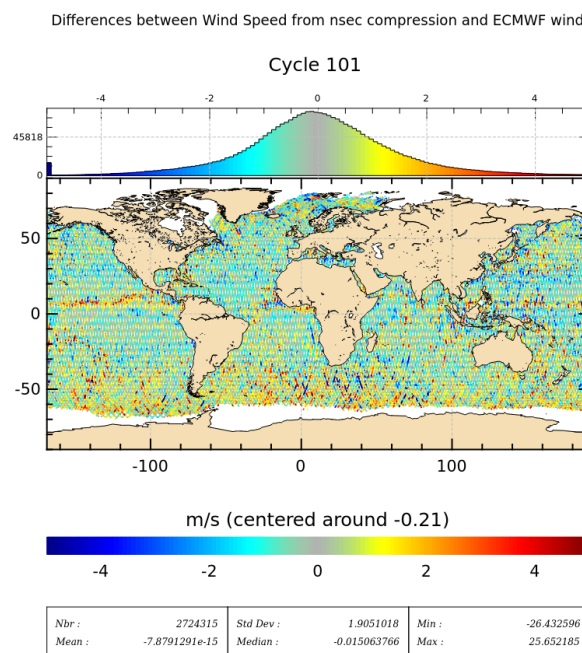 Differences between Wind Speed from nsec compression and ECMWF wind
Cycle 101
-4 -2 0 2 4
45818
0
50
0
-50
-100 0 100
m/s (centered around -0.21)
-4 -2 0 2 4
Nbr : 2724315 Std Dev : 1.9051018 Min : -26.432596
Mean : -7.8791291e-15 Median : -0.015063766 Max : 25.652185